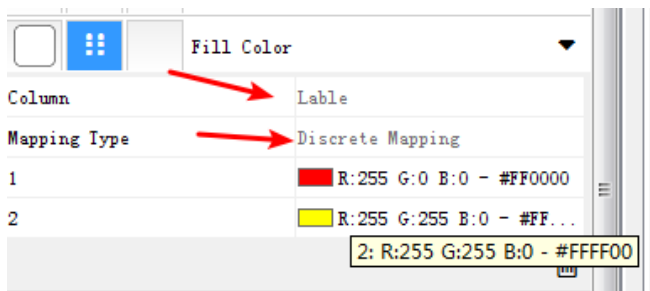 Fill Color
Column Lable
Mapping Type Discrete Mapping
1 R:255 G:0 B:0 - #FF0000
2 R:255 G:255 B:0 - #FF...
2: R:255 G:255 B:0 - #FFFF00